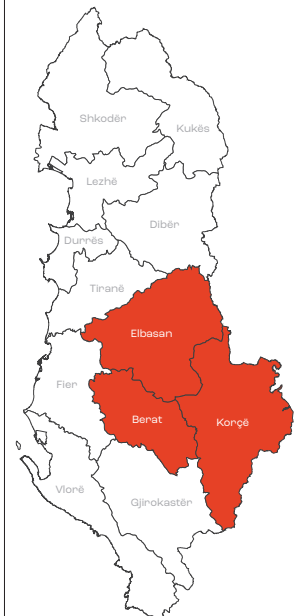 Shkodër
Kukës
Lezhë
Dibër
Durrës
Tiranë
Elbasan
Fier
Berat
Korçë
Vlorë
Gjirokastër